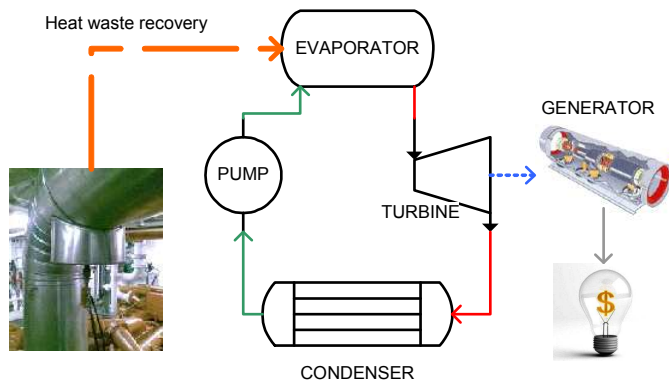 Heat waste recovery
EVAPORATOR
GENERATOR
PUMP
TURBINE
$
CONDENSER